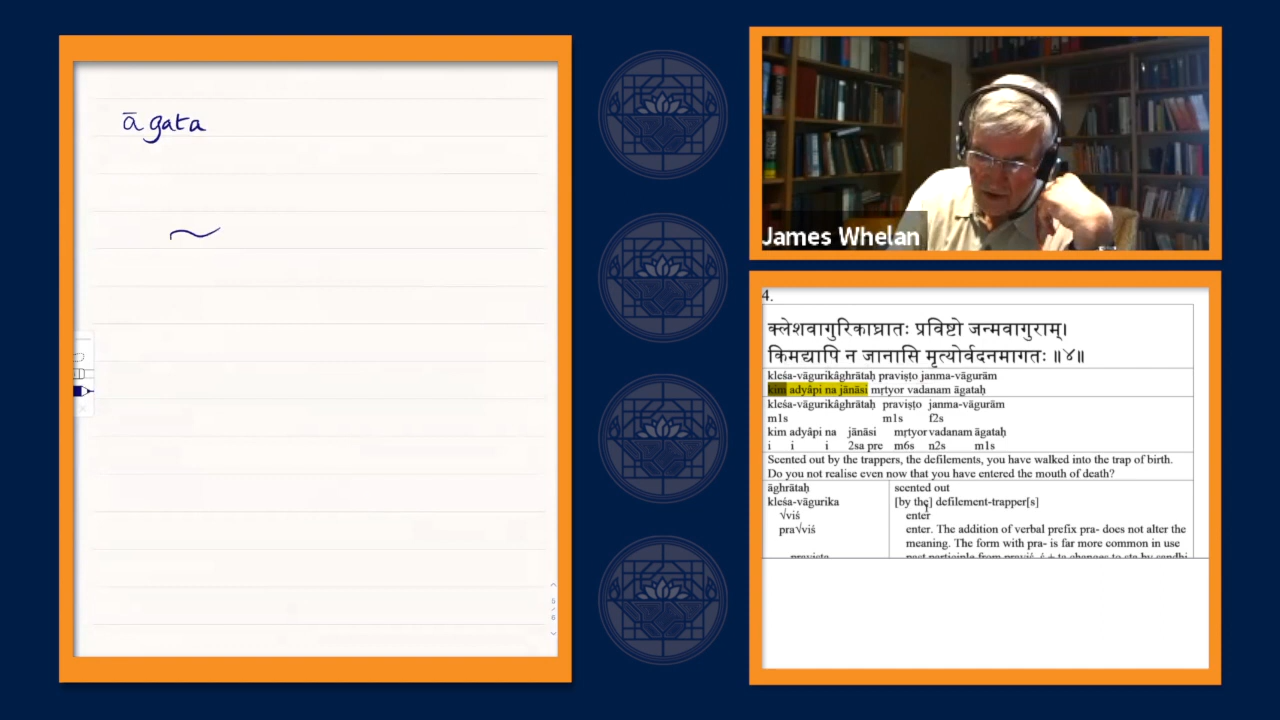 āgata
James Whelan
4.
क्लेशवागुरिकाघ्रातः प्रविष्टो जन्मवागुराम्।
किमद्यापि न जानासि मृत्योर्वदनमागतः ॥४॥
kleśa-vāgurikâghrātaḥ praviṣṭo janma-vāgurām
kim adyâpi na jānāsi mṛtyor vadanam āgataḥ
kleśa-vāgurikâghrātaḥ praviṣṭo janma-vāgurām
m1s m1s f2s
kim adyâpi na jānāsi mṛtyor vadanam āgataḥ
i i i 2sa pre m6s n2s m1s
Scented out by the trappers, the defilements, you have walked into the trap of birth.
Do you not realise even now that you have entered the mouth of death?
āghrātaḥ scented out
kleśa-vāgurika [by the] defilement-trapper[s]
√viś enter
pra√viś enter. The addition of verbal prefix pra- does not alter the
meaning. The form with pra- is far more common in use